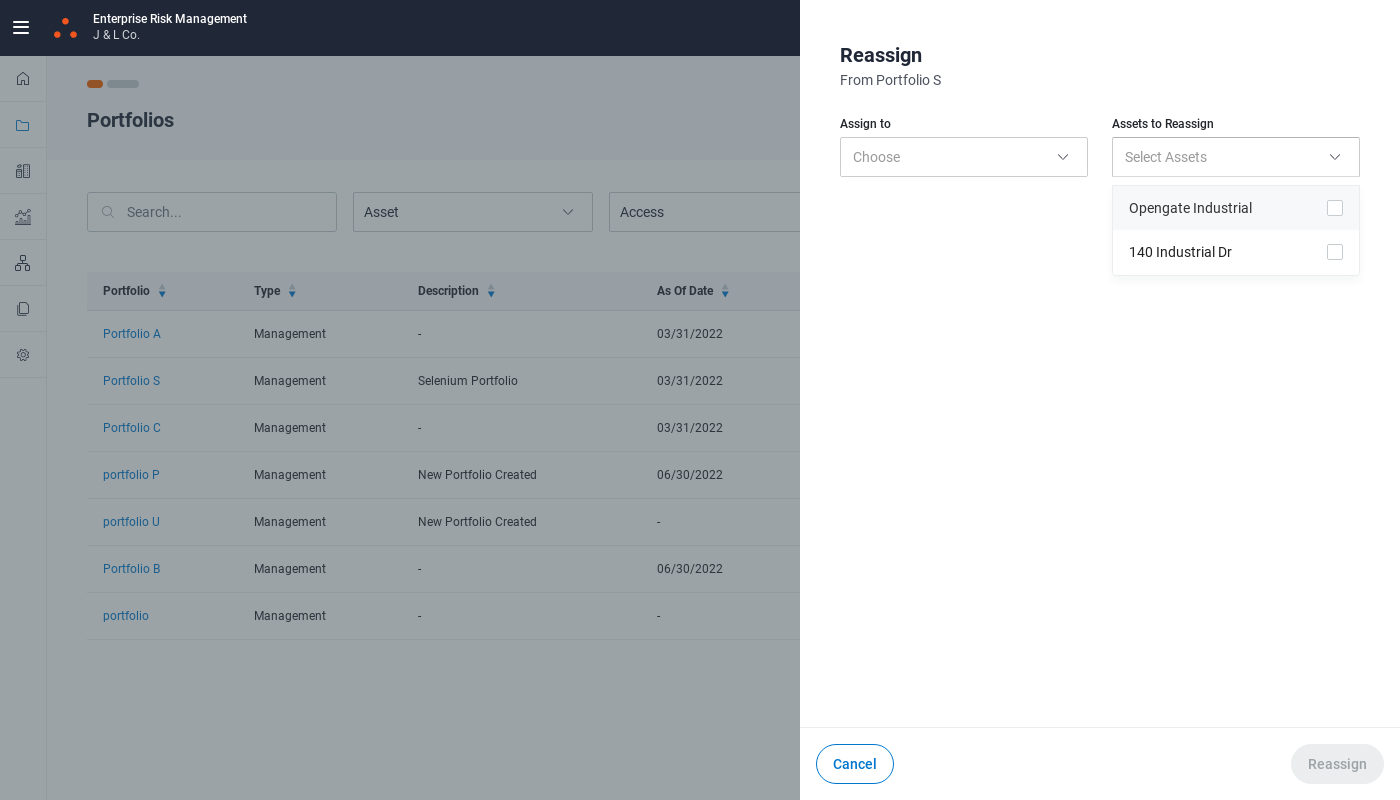 Enterprise Risk Management
J & L Co.
Portfolios
Search...
Asset
Access
Portfolio Type Description As Of Date
Portfolio A Management - 03/31/2022
Portfolio S Management Selenium Portfolio 03/31/2022
Portfolio C Management - 03/31/2022
portfolio P Management New Portfolio Created 06/30/2022
portfolio U Management New Portfolio Created -
Portfolio B Management - 06/30/2022
portfolio Management - -
Reassign
From Portfolio S
Assign to
Choose
Assets to Reassign
Select Assets
Opengate Industrial
140 Industrial Dr
Cancel
Reassign